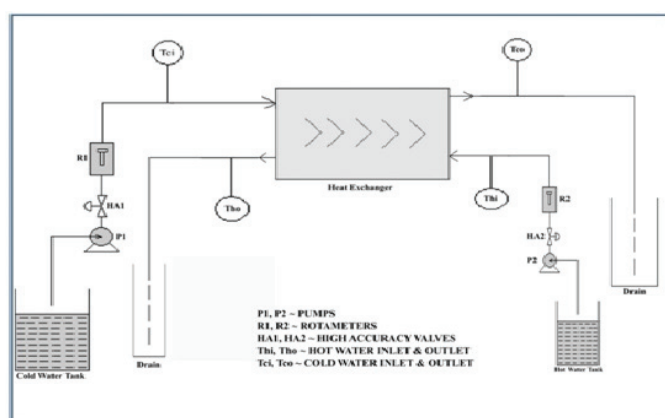 Tci
Tco
R1
HA1
P1
Heat Exchanger
Tho
Thi
R2
HA2
P2
Drain
Drain
Cold Water Tank
Hot Water Tank
P1, P2 ~ PUMPS
R1, R2 ~ ROTAMETERS
HA1, HA2 ~ HIGH ACCURACY VALVES
Thi, Tho ~ HOT WATER INLET & OUTLET
Tci, Tco ~ COLD WATER INLET & OUTLET